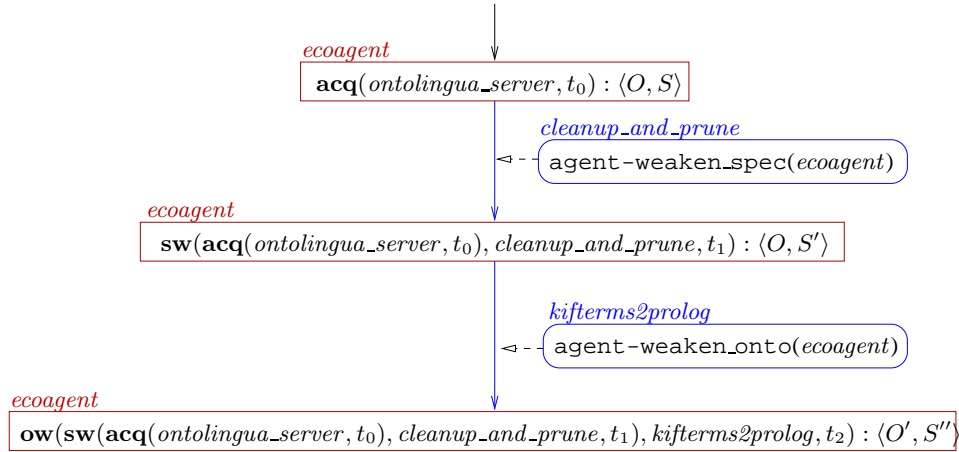 ecoagent
acq(ontolingua_server, t₀) : ⟨O, S⟩
cleanup_and_prune
agent-weaken_spec(ecoagent)
ecoagent
sw(acq(ontolingua_server, t₀), cleanup_and_prune, t₁) : ⟨O, S′⟩
kifterms2prolog
agent-weaken_onto(ecoagent)
ecoagent
ow(sw(acq(ontolingua_server, t₀), cleanup_and_prune, t₁), kifterms2prolog, t₂) : ⟨O′, S′′⟩